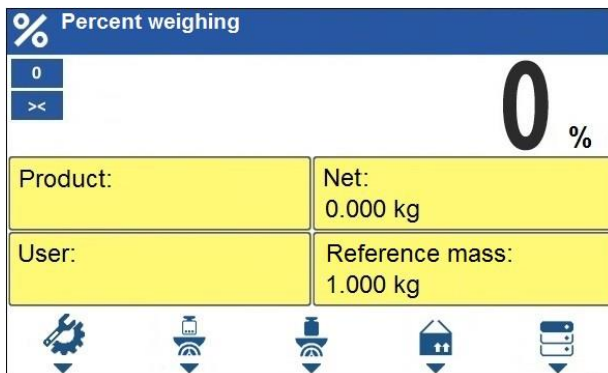 % Percent weighing
0
><
0 %
Product:
Net:
0.000 kg
User:
Reference mass:
1.000 kg